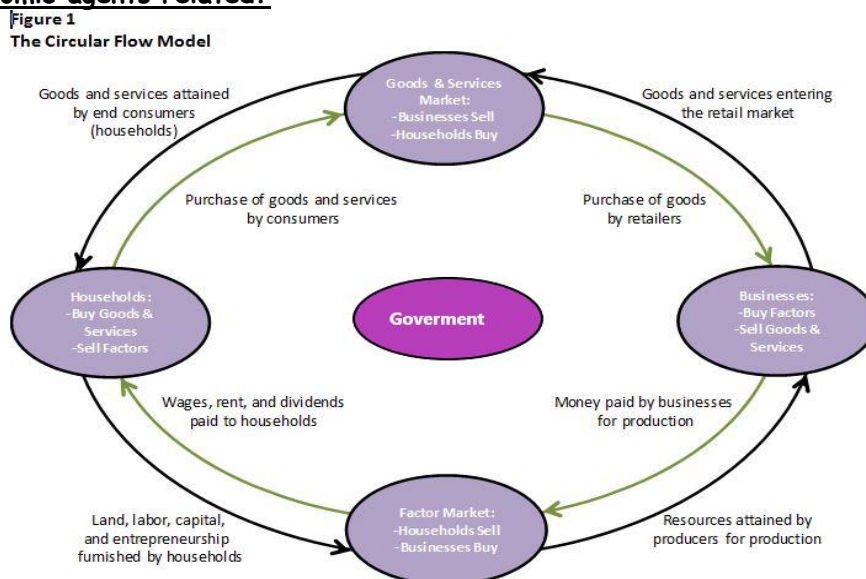 omic agents related?
Figure 1
The Circular Flow Model
Goods and services attained
by end consumers
(households)
Goods & Services
Market:
-Businesses Sell
-Households Buy
Goods and services entering
the retail market
Purchase of goods and services
by consumers
Purchase of goods
by retailers
Households:
-Buy Goods &
Services
-Sell Factors
Goverment
Businesses:
-Buy Factors
-Sell Goods &
Services
Wages, rent, and dividends
paid to households
Money paid by businesses
for production
Land, labor, capital,
and entrepreneurship
furnished by households
Factor Market:
-Households Sell
-Businesses Buy
Resources attained by
producers for production